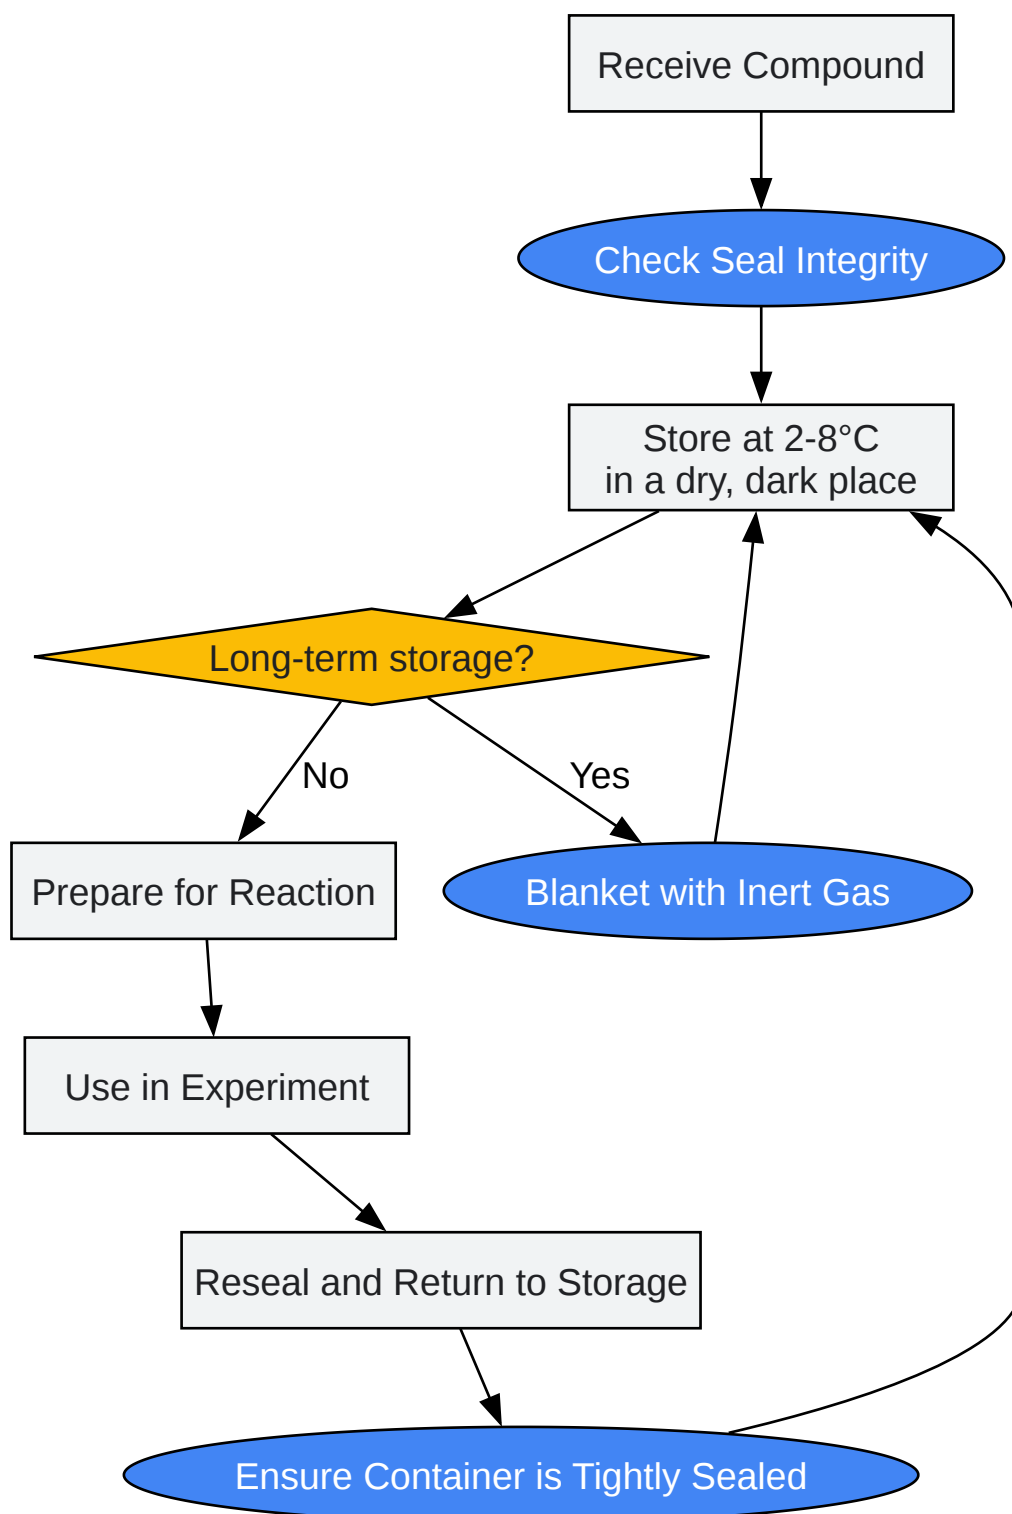 Receive Compound
Check Seal Integrity
Store at 2-8°C
in a dry, dark place
Long-term storage?
No
Yes
Prepare for Reaction
Blanket with Inert Gas
Use in Experiment
Reseal and Return to Storage
Ensure Container is Tightly Sealed